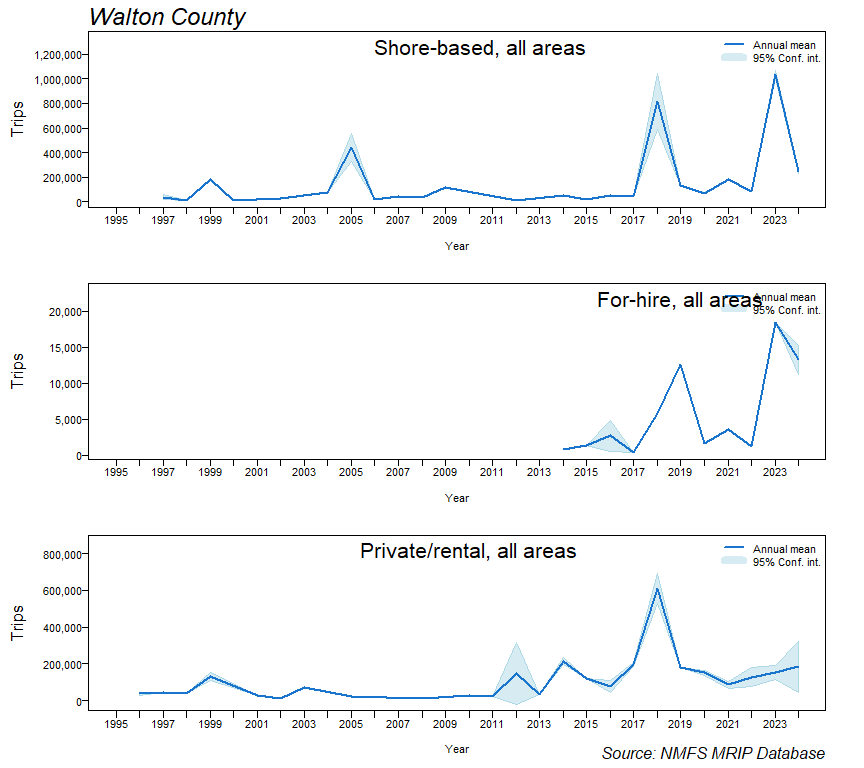 Walton County
Shore-based, all areas
Annual mean
95% Conf. int.
Trips
1,200,000
1,000,000
800,000
600,000
400,000
200,000
0
1995 1997 1999 2001 2003 2005 2007 2009 2011 2013 2015 2017 2019 2021 2023
Year
For-hire, all areas
Annual mean
95% Conf. int.
Trips
20,000
15,000
10,000
5,000
0
1995 1997 1999 2001 2003 2005 2007 2009 2011 2013 2015 2017 2019 2021 2023
Year
Private/rental, all areas
Annual mean
95% Conf. int.
Trips
800,000
600,000
400,000
200,000
0
1995 1997 1999 2001 2003 2005 2007 2009 2011 2013 2015 2017 2019 2021 2023
Year
Source: NMFS MRIP Database